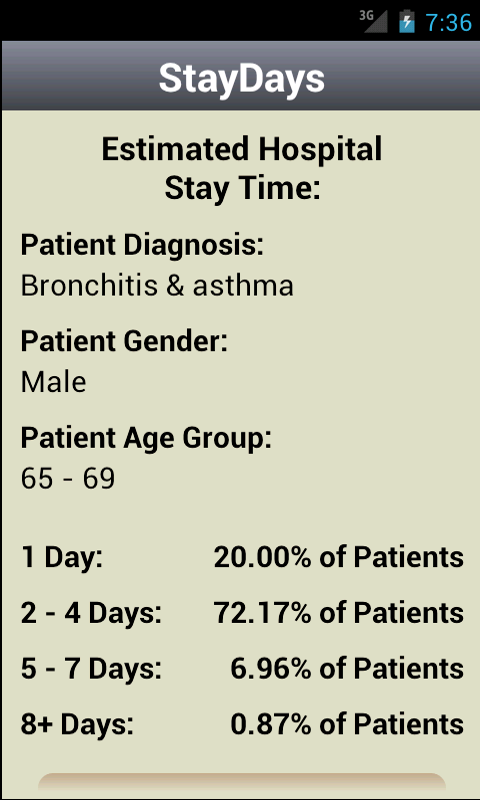 3G 7:36
StayDays
Estimated Hospital
Stay Time:
Patient Diagnosis:
Bronchitis & asthma
Patient Gender:
Male
Patient Age Group:
65 - 69
1 Day: 20.00% of Patients
2 - 4 Days: 72.17% of Patients
5 - 7 Days: 6.96% of Patients
8+ Days: 0.87% of Patients